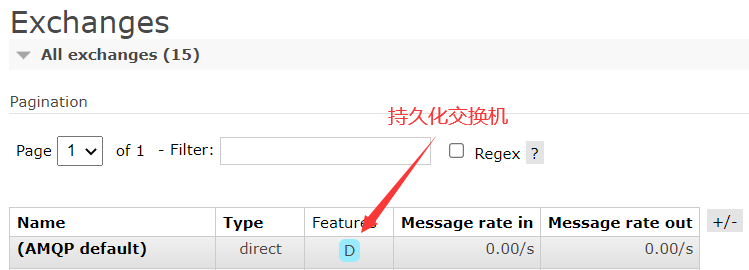 Exchanges
All exchanges (15)
Pagination
持久化交换机
Page 1 of 1 - Filter: Regex ?
Name Type Features Message rate in Message rate out +/-
(AMQP default) direct D 0.00/s 0.00/s